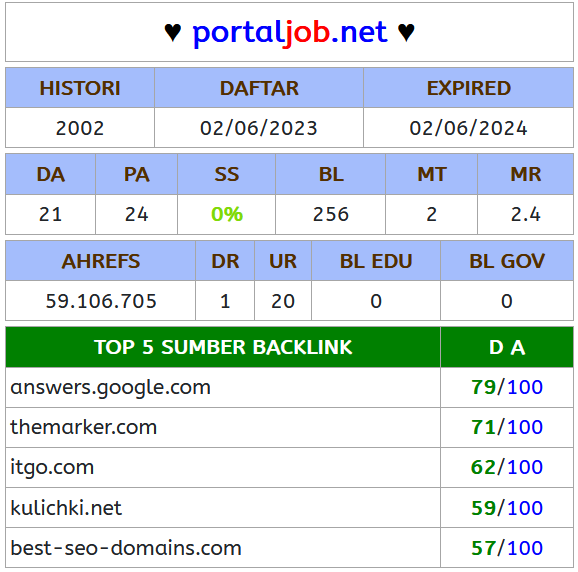 ♥ portaljob.net ♥
HISTORI DAFTAR EXPIRED
2002 02/06/2023 02/06/2024
DA PA SS BL MT MR
21 24 0% 256 2 2.4
AHREFS DR UR BL EDU BL GOV
59.106.705 1 20 0 0
TOP 5 SUMBER BACKLINK D A
answers.google.com 79/100
themarker.com 71/100
itgo.com 62/100
kulichki.net 59/100
best-seo-domains.com 57/100